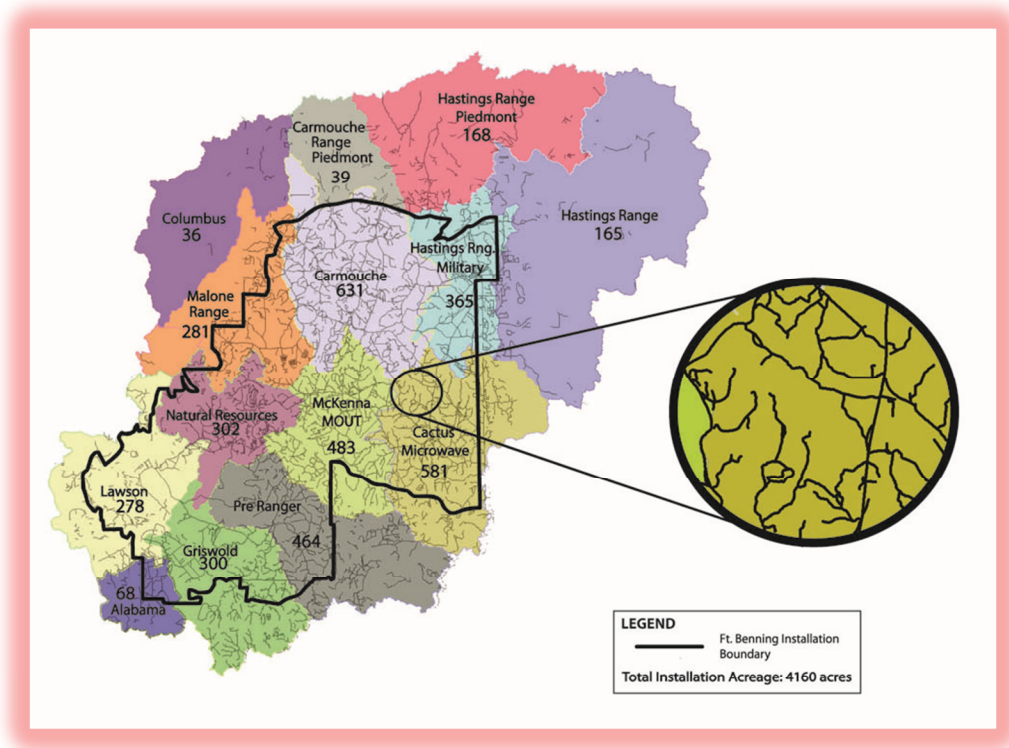 Hastings Range
Piedmont
168
Carmouche
Range
Piedmont
39
Columbus
36
Hastings Range
165
Hastings Rng.
Military
365
Carmouche
631
Malone
Range
281
McKenna
MOUT
483
Natural Resources
302
Cactus
Microwave
581
Lawson
278
Pre Ranger
464
Griswold
300
68
Alabama
LEGEND
Ft. Benning Installation
Boundary
Total Installation Acreage: 4160 acres